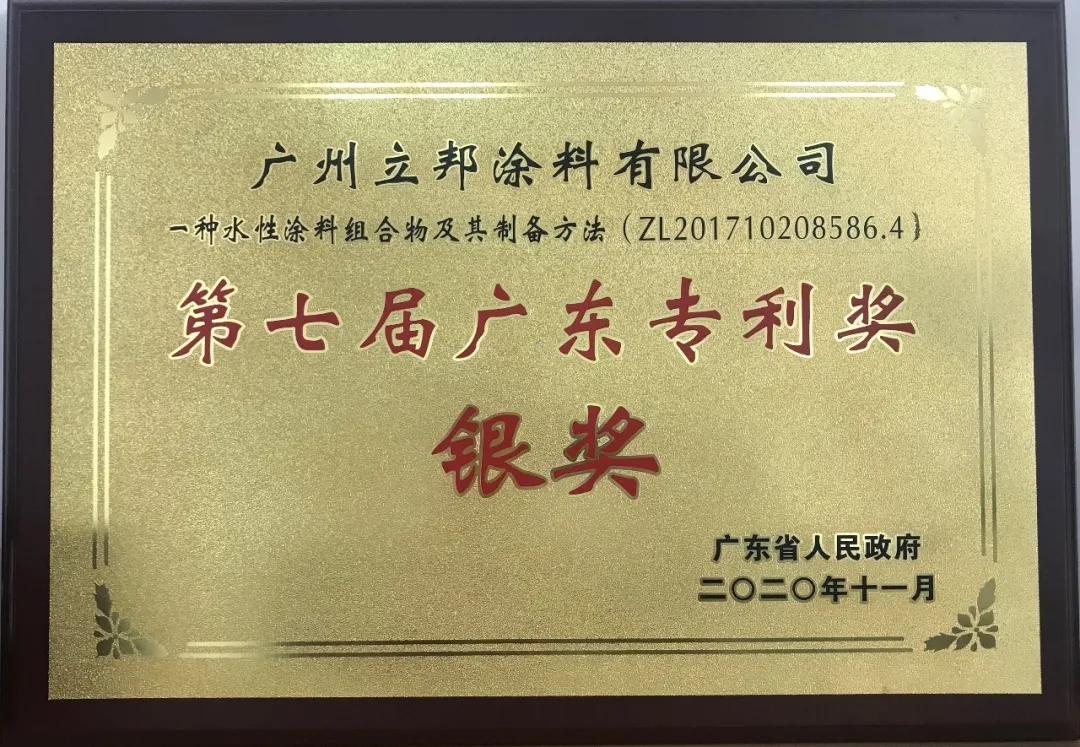 广州立邦涂料有限公司
一种水性涂料组合物及其制备方法（ZL201710208586.4）
第七届广东专利奖
银奖
广东省人民政府
二〇二〇年十一月